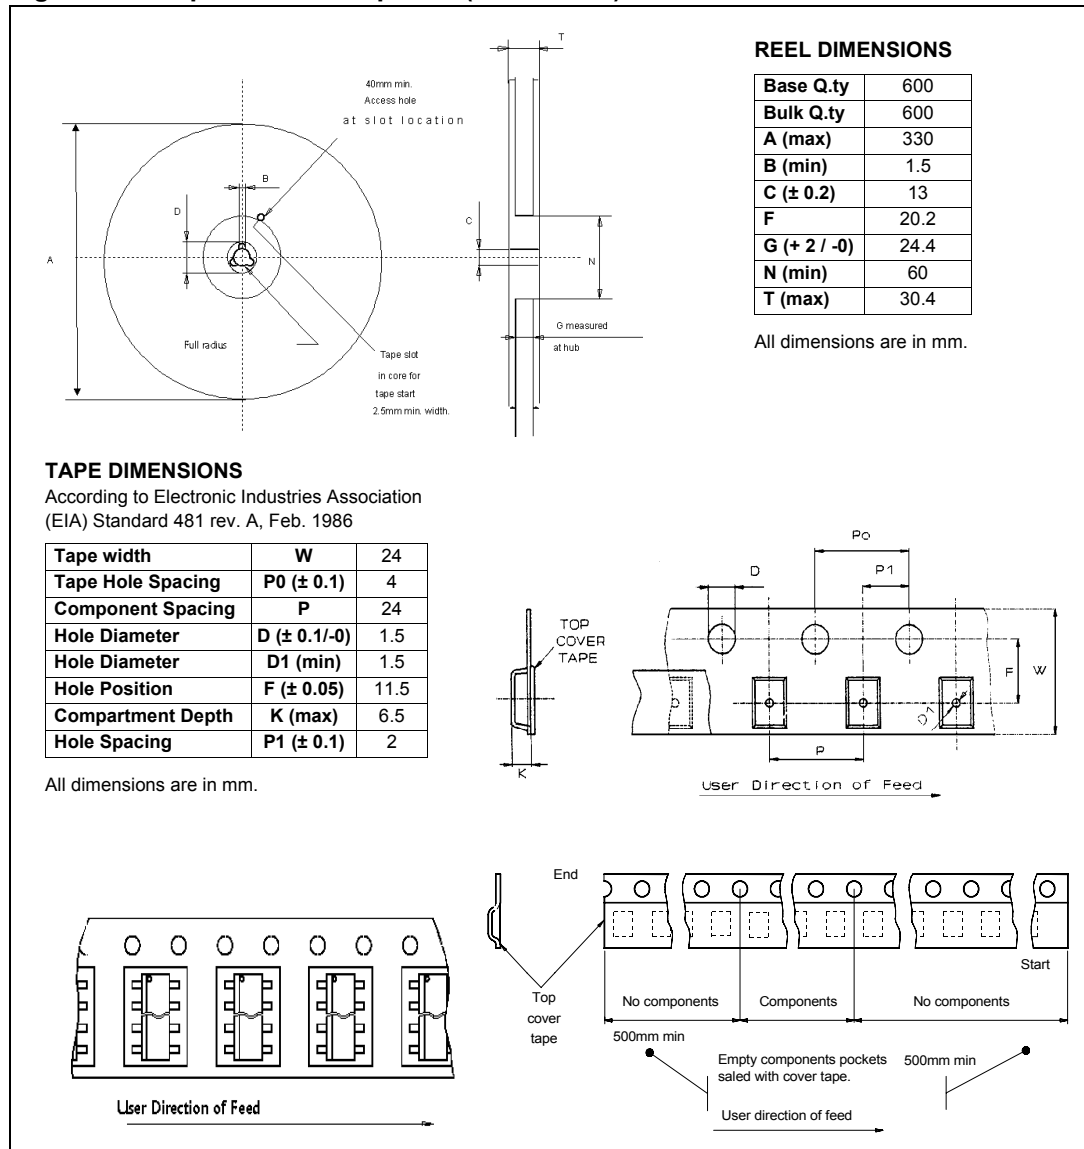 T
40mm min.
Access hole
at slot location
B
D
C
A
N
Full radius
G measured
at hub
Tape slot
in core for
tape start
2.5mm min. width.
REEL DIMENSIONS
Base Q.ty 600
Bulk Q.ty 600
A (max) 330
B (min) 1.5
C (± 0.2) 13
F 20.2
G (+ 2 / -0) 24.4
N (min) 60
T (max) 30.4
All dimensions are in mm.
TAPE DIMENSIONS
According to Electronic Industries Association
(EIA) Standard 481 rev. A, Feb. 1986
Tape width W 24
Tape Hole Spacing P0 (± 0.1) 4
Component Spacing P 24
Hole Diameter D (± 0.1/-0) 1.5
Hole Diameter D1 (min) 1.5
Hole Position F (± 0.05) 11.5
Compartment Depth K (max) 6.5
Hole Spacing P1 (± 0.1) 2
All dimensions are in mm.
Po
D
P1
TOP
COVER
TAPE
F
W
D1
K
P
User Direction of Feed
User Direction of Feed
End
Start
Top
cover
tape
No components
Components
No components
500mm min
Empty components pockets
saled with cover tape.
500mm min
User direction of feed